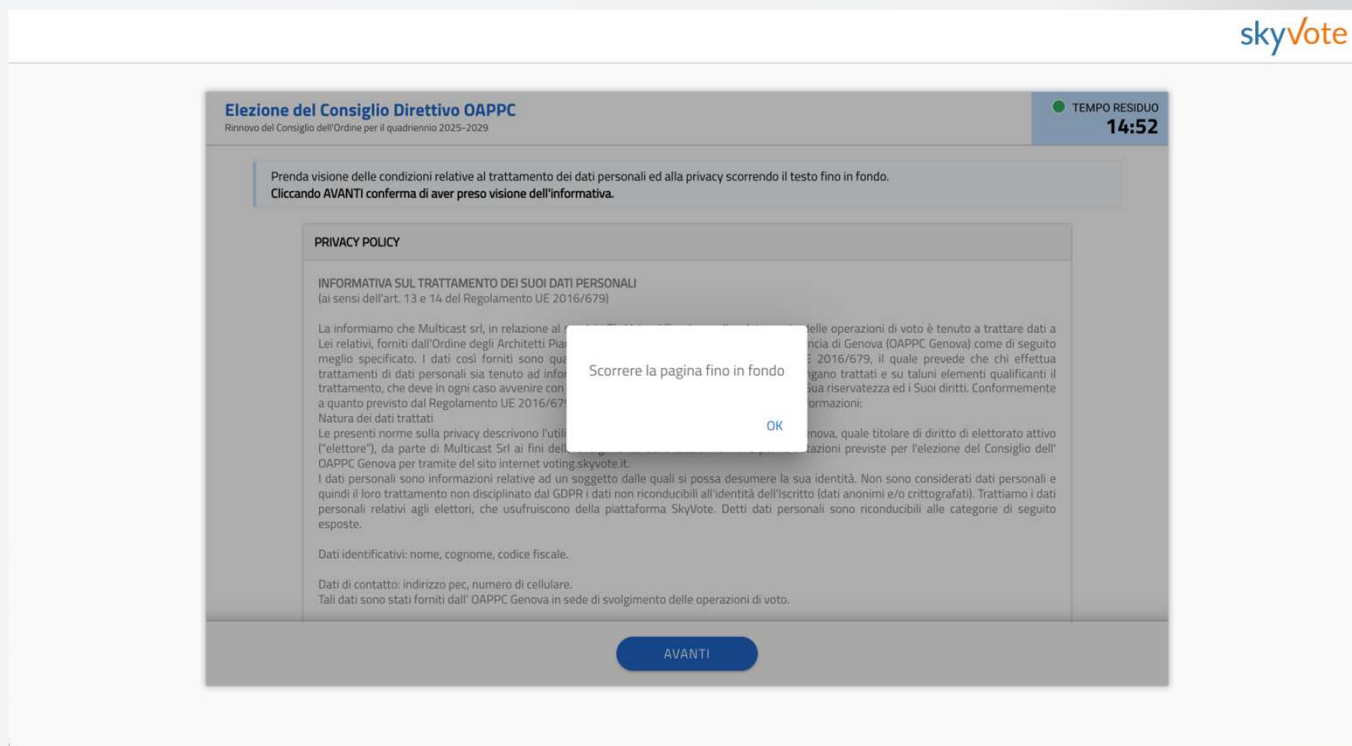 skyvote
Elezione del Consiglio Direttivo OAPPC
Rinnovo del Consiglio dell'Ordine per il quadriennio 2025-2029
TEMPO RESIDUO
14:52
Prenda visione delle condizioni relative al trattamento dei dati personali ed alla privacy scorrendo il testo fino in fondo.
Cliccando AVANTI conferma di aver preso visione dell'informativa.
PRIVACY POLICY
INFORMATIVA SUL TRATTAMENTO DEI SUOI DATI PERSONALI
(ai sensi dell'art. 13 e 14 del Regolamento UE 2016/679)
La informiamo che Multicast srl, in relazione al delle operazioni di voto è tenuto a trattare dati a
Lei relativi, forniti dall'Ordine degli Architetti Pia ncia di Genova (OAPPC Genova) come di seguito
meglio specificato. I dati così forniti sono qua E 2016/679, il quale prevede che chi effettua
trattamenti di dati personali sia tenuto ad infor ngano trattati e su taluni elementi qualificanti il
trattamento, che deve in ogni caso avvenire con Sua riservatezza ed i Suoi diritti. Conformemente
a quanto previsto dal Regolamento UE 2016/679 ormazioni:
Natura dei dati trattati
Le presenti norme sulla privacy descrivono l'utili enova, quale titolare di diritto di elettorato attivo
("elettore"), da parte di Multicast Srl ai fini dell tazioni previste per l'elezione del Consiglio dell'
OAPPC Genova per tramite del sito internet voting.skyvote.it.
I dati personali sono informazioni relative ad un soggetto dalle quali si possa desumere la sua identità. Non sono considerati dati personali e
quindi il loro trattamento non disciplinato dal GDPR i dati non riconducibili all'identità dell'Iscritto (dati anonimi e/o crittografati). Trattiamo i dati
personali relativi agli elettori, che usufruiscono della piattaforma SkyVote. Detti dati personali sono riconducibili alle categorie di seguito
esposte.
Dati identificativi: nome, cognome, codice fiscale.
Dati di contatto: indirizzo pec, numero di cellulare.
Tali dati sono stati forniti dall' OAPPC Genova in sede di svolgimento delle operazioni di voto.
Scorrere la pagina fino in fondo
OK
AVANTI